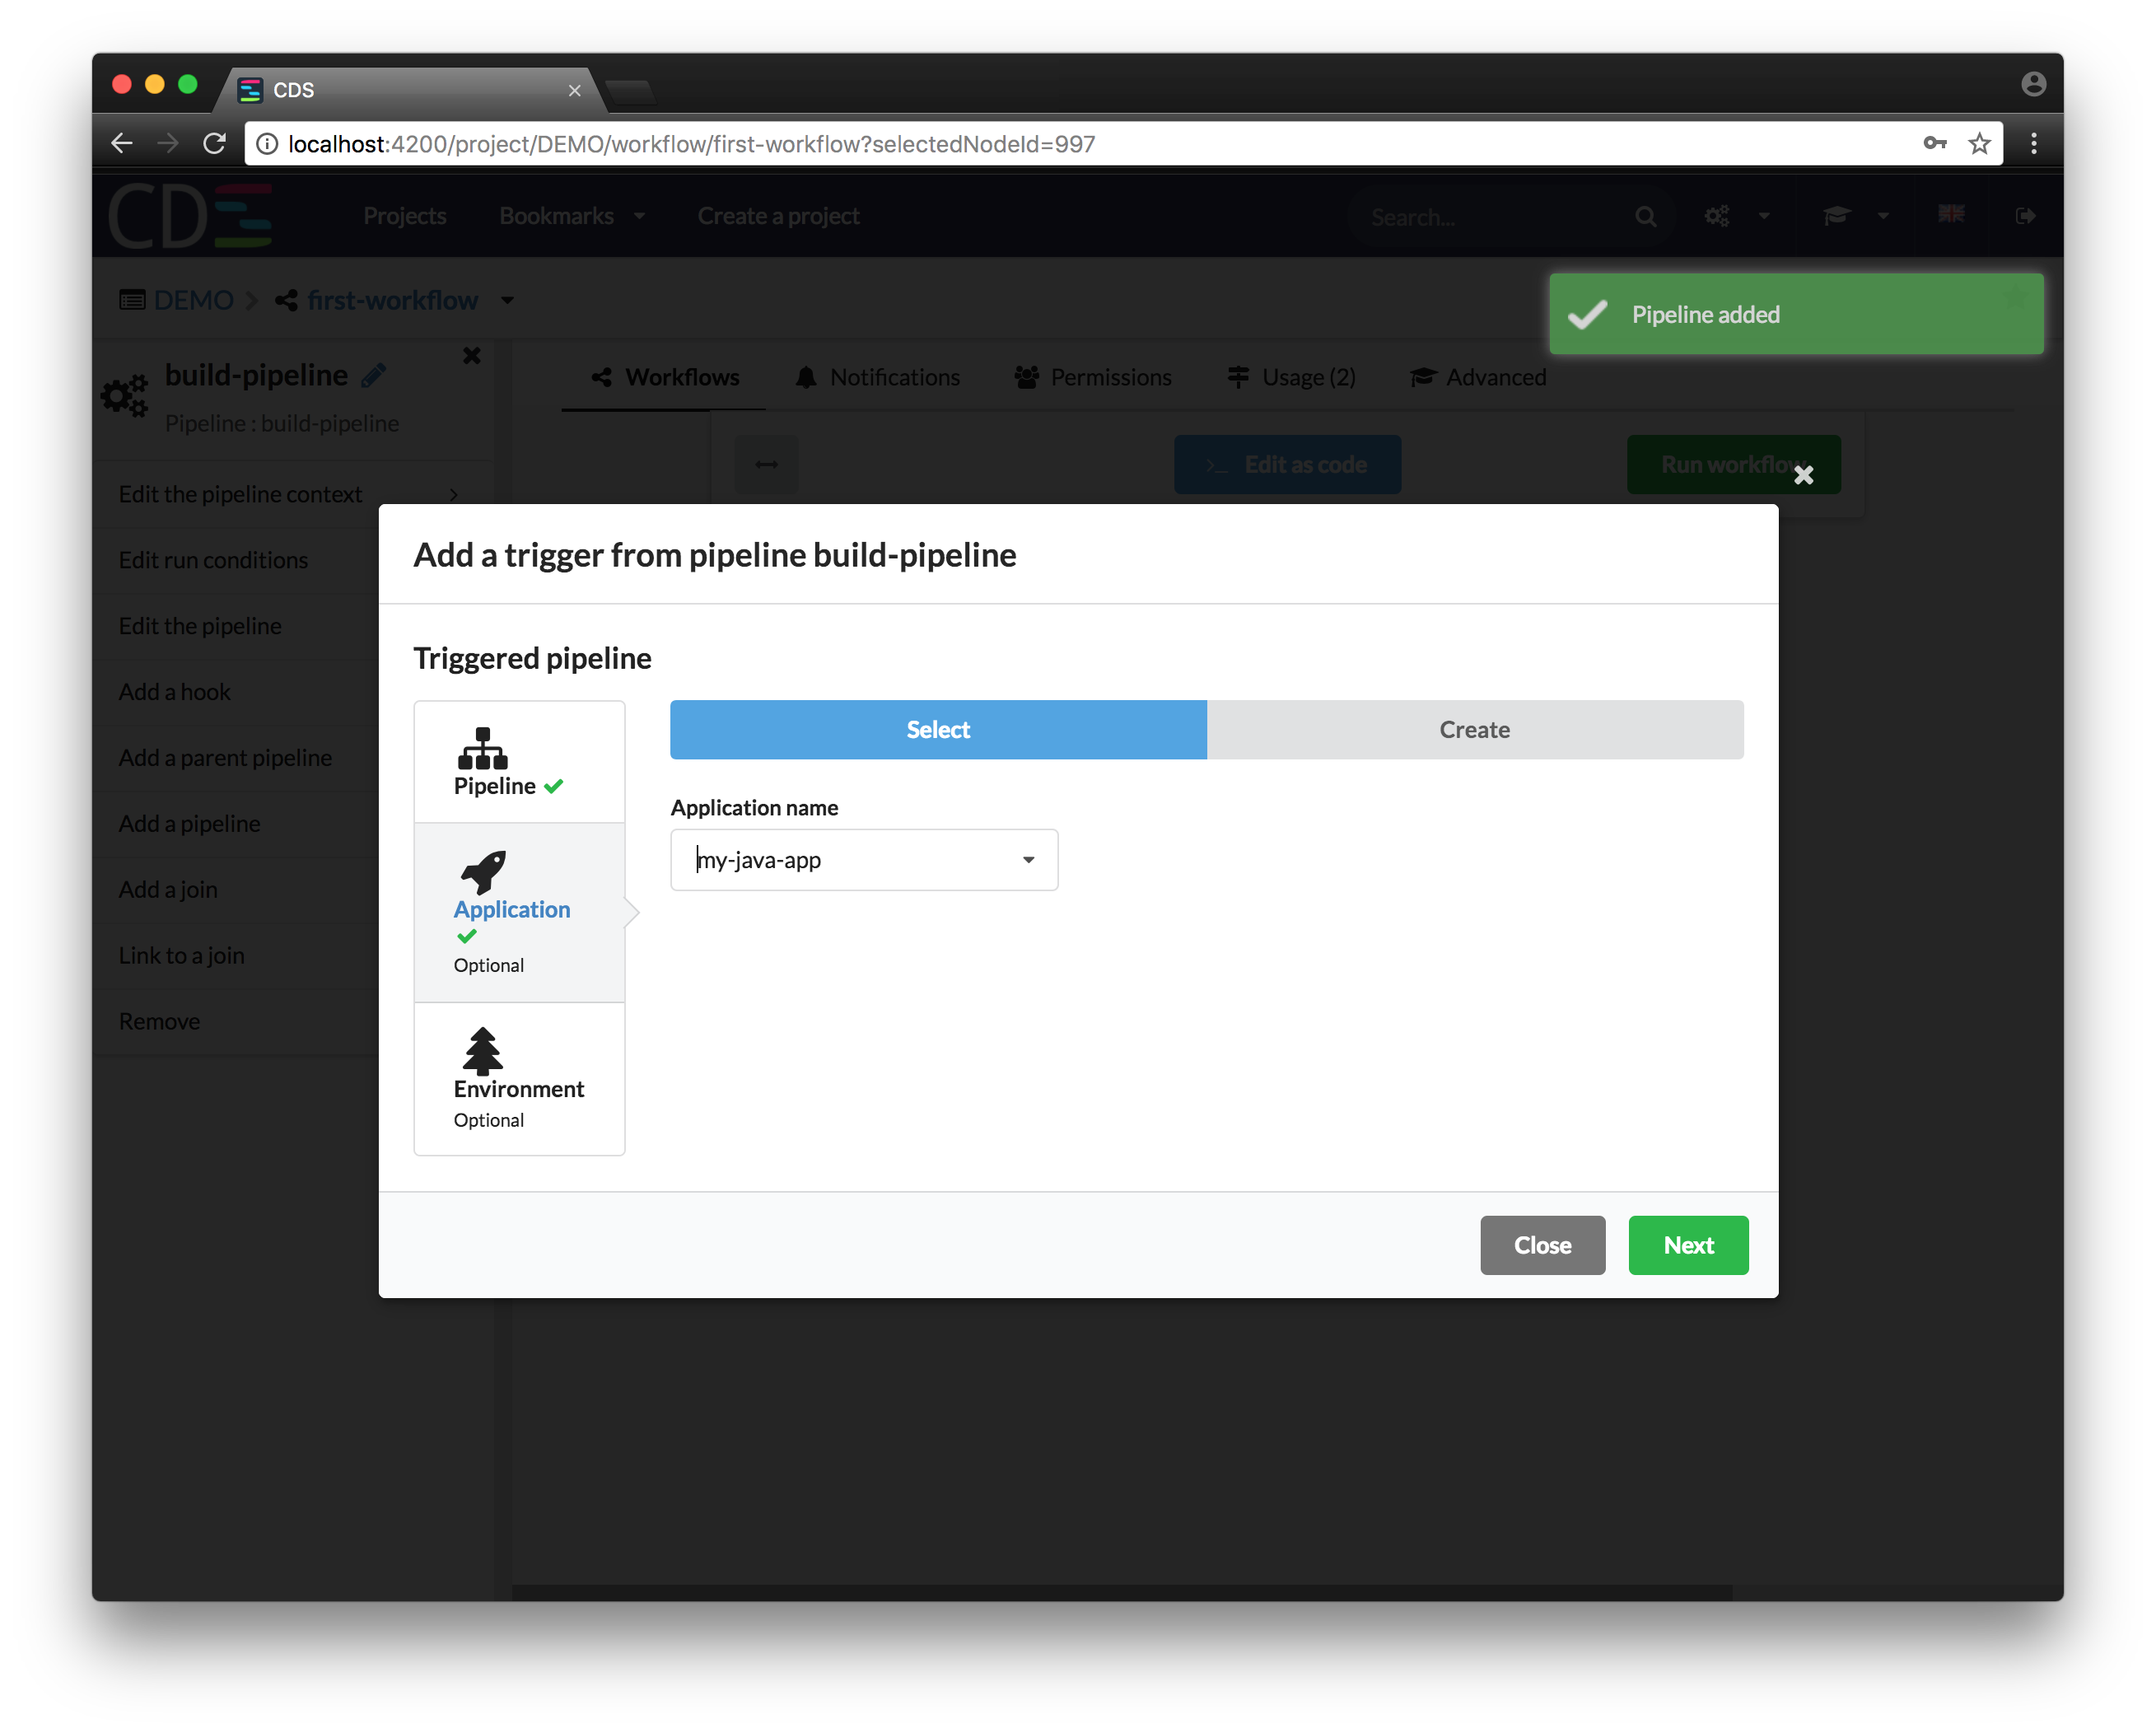 CDS
localhost:4200/project/DEMO/workflow/first-workflow?selectedNodeId=997
CDS
Projects
Bookmarks
Create a project
Search...
DEMO
first-workflow
Pipeline added
build-pipeline
Pipeline : build-pipeline
Workflows
Notifications
Permissions
Usage (2)
Advanced
Edit as code
Run workflow
Edit the pipeline context
Edit run conditions
Edit the pipeline
Add a hook
Add a parent pipeline
Add a pipeline
Add a join
Link to a join
Remove
Add a trigger from pipeline build-pipeline
Triggered pipeline
Pipeline
Application
Optional
Environment
Optional
Select
Create
Application name
my-java-app
Close
Next